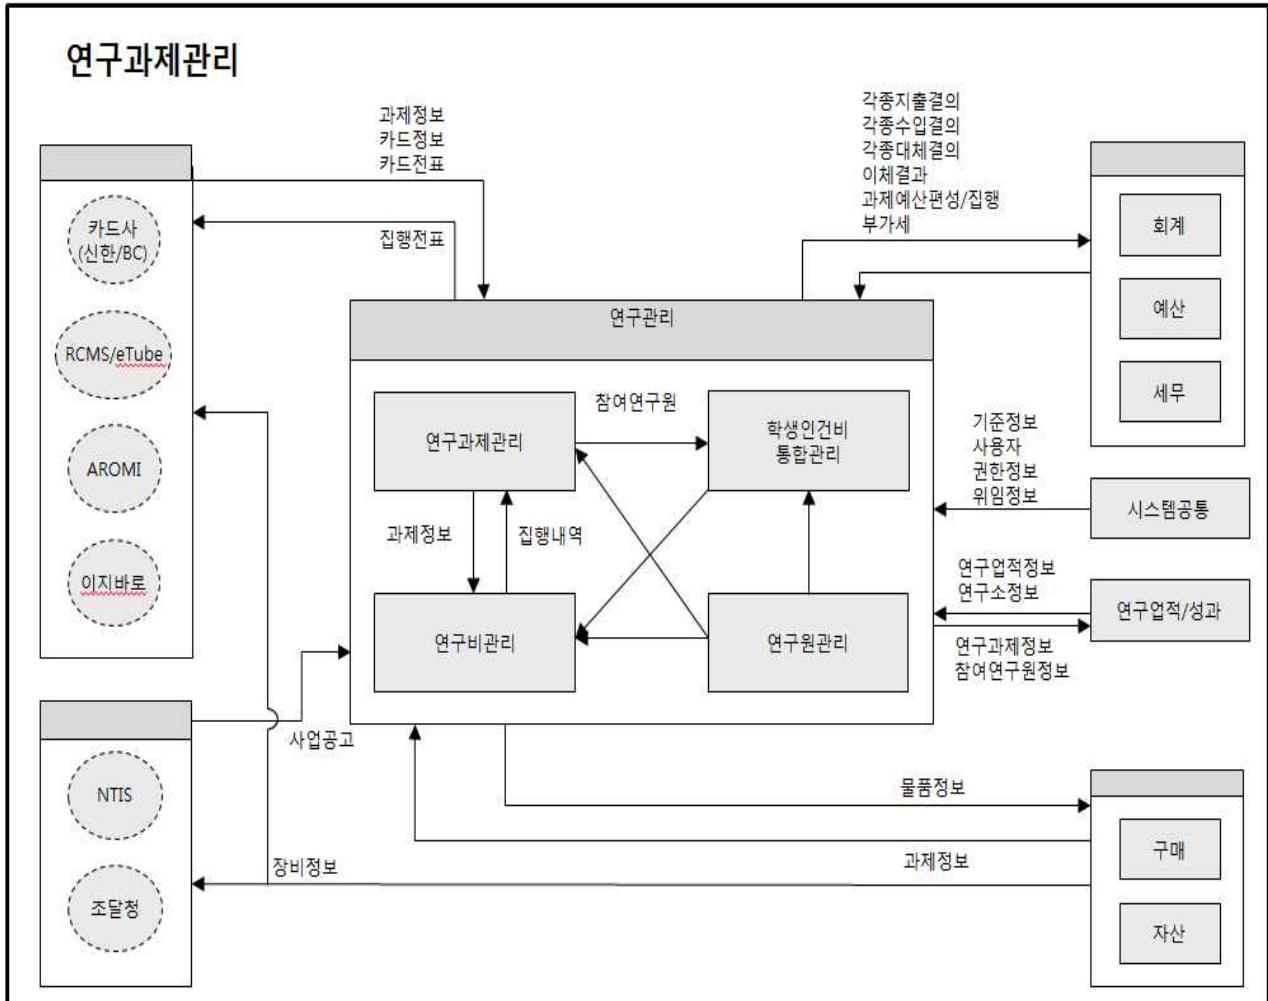 연구과제관리
과제정보
카드정보
카드전표
집행전표
각종지출결의
각종수입결의
각종대체결의
이체결과
과제예산편성/집행
부가세
카드사
(신한/BC)
RCMS/eTube
AROMI
이지바로
회계
예산
세무
연구관리
연구과제관리
참여연구원
학생인건비
통합관리
과제정보
집행내역
연구비관리
연구원관리
기준정보
사용자
권한정보
위임정보
시스템공통
연구업적정보
연구소정보
연구업적/성과
연구과제정보
참여연구원정보
사업공고
NTIS
조달청
장비정보
물품정보
과제정보
구매
자산